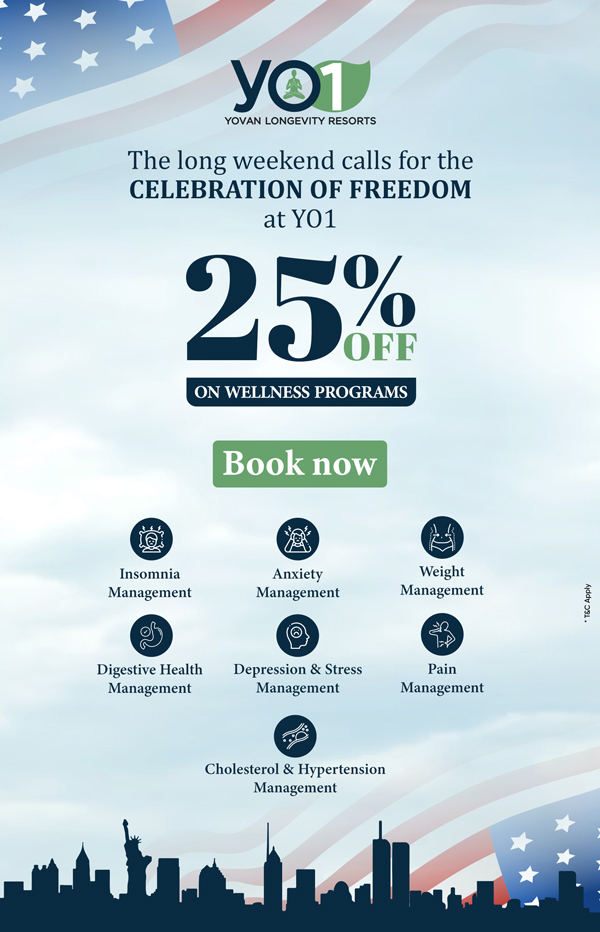 YO1
YOVAN LONGEVITY RESORTS
The long weekend calls for the
CELEBRATION OF FREEDOM
at YO1
25%
OFF
ON WELLNESS PROGRAMS
Book now
Insomnia
Management
Anxiety
Management
Weight
Management
Digestive Health
Management
Depression & Stress
Management
Pain
Management
Cholesterol & Hypertension
Management
* T&C Apply